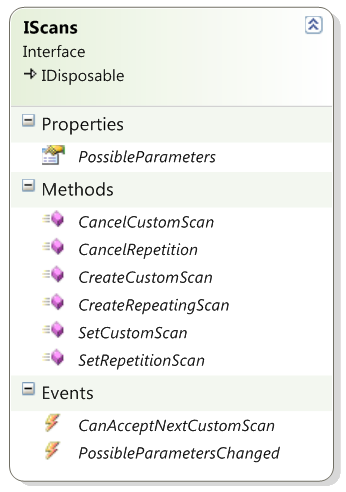 IScans
Interface
IDisposable
Properties
PossibleParameters
Methods
CancelCustomScan
CancelRepetition
CreateCustomScan
CreateRepeatingScan
SetCustomScan
SetRepetitionScan
Events
CanAcceptNextCustomScan
PossibleParametersChanged